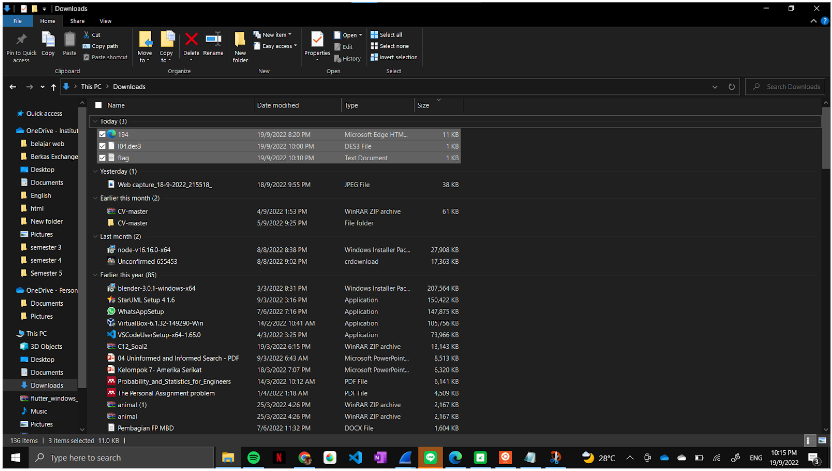 Downloads
File Home Share View
Pin to Quick access
Copy
Paste
Cut
Copy path
Paste shortcut
Move to
Copy to
Delete
Rename
New folder
New item
Easy access
Properties
Open
Edit
History
Select all
Select none
Invert selection
Clipboard Organize New Open Select
This PC > Downloads
Search Downloads
Quick access
OneDrive - Institut
belajar web
Berkas Exchange
Desktop
Documents
English
html
New folder
Pictures
semester 3
semester 4
Semester 5
OneDrive - Person
Documents
Pictures
This PC
3D Objects
Desktop
Documents
Downloads
flutter_windows_
Music
Pictures
Name Date modified Type Size
Today (3)
194 19/9/2022 8:20 PM Microsoft Edge HTM... 11 KB
I04.des3 19/9/2022 10:00 PM DES3 File 1 KB
flag 19/9/2022 10:10 PM Text Document 1 KB
Yesterday (1)
Web capture_18-9-2022_215518_ 18/9/2022 9:55 PM JPEG File 38 KB
Earlier this month (2)
CV-master 4/9/2022 1:53 PM WinRAR ZIP archive 61 KB
CV-master 5/9/2022 9:25 PM File folder
Last month (2)
node-v16.16.0-x64 8/8/2022 8:38 PM Windows Installer Pac... 27,908 KB
Unconfirmed 655453 8/8/2022 9:02 PM crdownload 17,363 KB
Earlier this year (85)
blender-3.0.1-windows-x64 3/3/2022 8:31 PM Windows Installer Pac... 207,564 KB
StarUML Setup 4.1.6 9/3/2022 3:16 PM Application 150,422 KB
WhatsAppSetup 7/6/2022 7:16 PM Application 147,875 KB
VirtualBox-6.1.32-149290-Win 14/2/2022 10:41 AM Application 105,756 KB
VSCodeUserSetup-x64-1.65.0 4/3/2022 3:25 PM Application 73,966 KB
C12_Soal2 19/3/2022 6:15 PM WinRAR ZIP archive 13,143 KB
04 Uninformed and Informed Search - PDF 9/3/2022 6:43 AM Microsoft PowerPoint... 8,513 KB
Kelompok 7- Amerika Serikat 18/3/2022 7:07 PM Microsoft PowerPoint... 6,320 KB
Probability_and_Statistics_for_Engineers 14/3/2022 10:12 AM PDF File 6,141 KB
The Personal Assignment problem 1/4/2022 1:18 AM PDF File 4,509 KB
animal (1) 25/3/2022 4:26 PM WinRAR ZIP archive 2,167 KB
animal 25/3/2022 4:26 PM WinRAR ZIP archive 2,167 KB
Pembagian FP MBD 27/5/2022 2:11 PM DOCX File 1,604 KB
136 items 3 items selected 11.0 KB
Type here to search
28°C
ENG
10:15 PM
19/9/2022
3